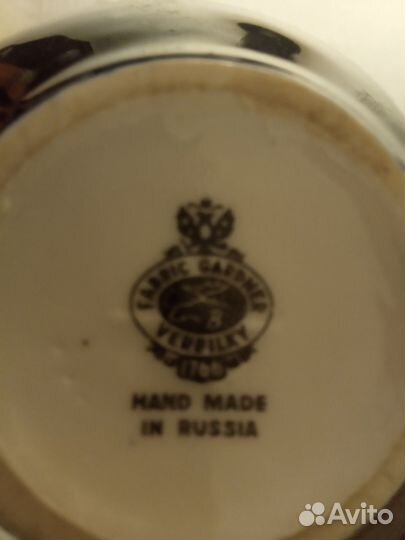 FABRIC GARDNER
VERBILKY
1766
HAND MADE
IN RUSSIA
Avito